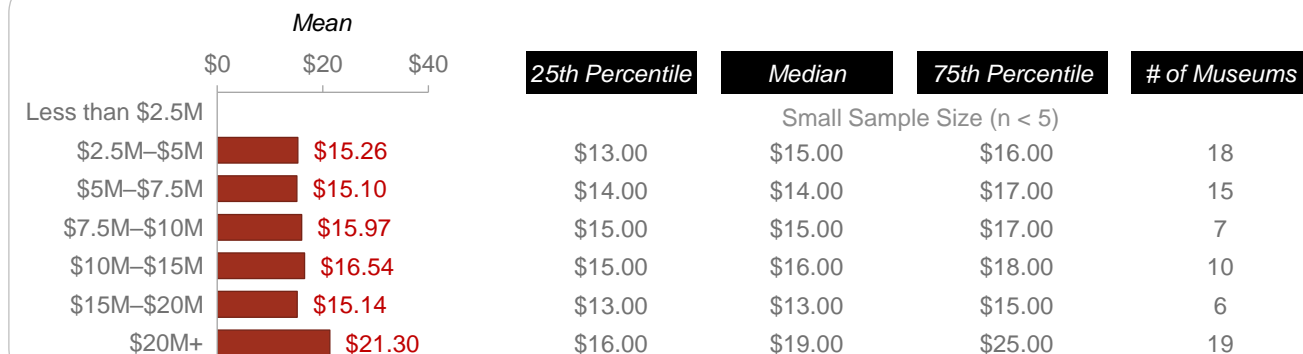 Mean
$0 $20 $40
25th Percentile Median 75th Percentile # of Museums
Less than $2.5M Small Sample Size (n < 5)
$2.5M–$5M $15.26 $13.00 $15.00 $16.00 18
$5M–$7.5M $15.10 $14.00 $14.00 $17.00 15
$7.5M–$10M $15.97 $15.00 $15.00 $17.00 7
$10M–$15M $16.54 $15.00 $16.00 $18.00 10
$15M–$20M $15.14 $13.00 $13.00 $15.00 6
$20M+ $21.30 $16.00 $19.00 $25.00 19